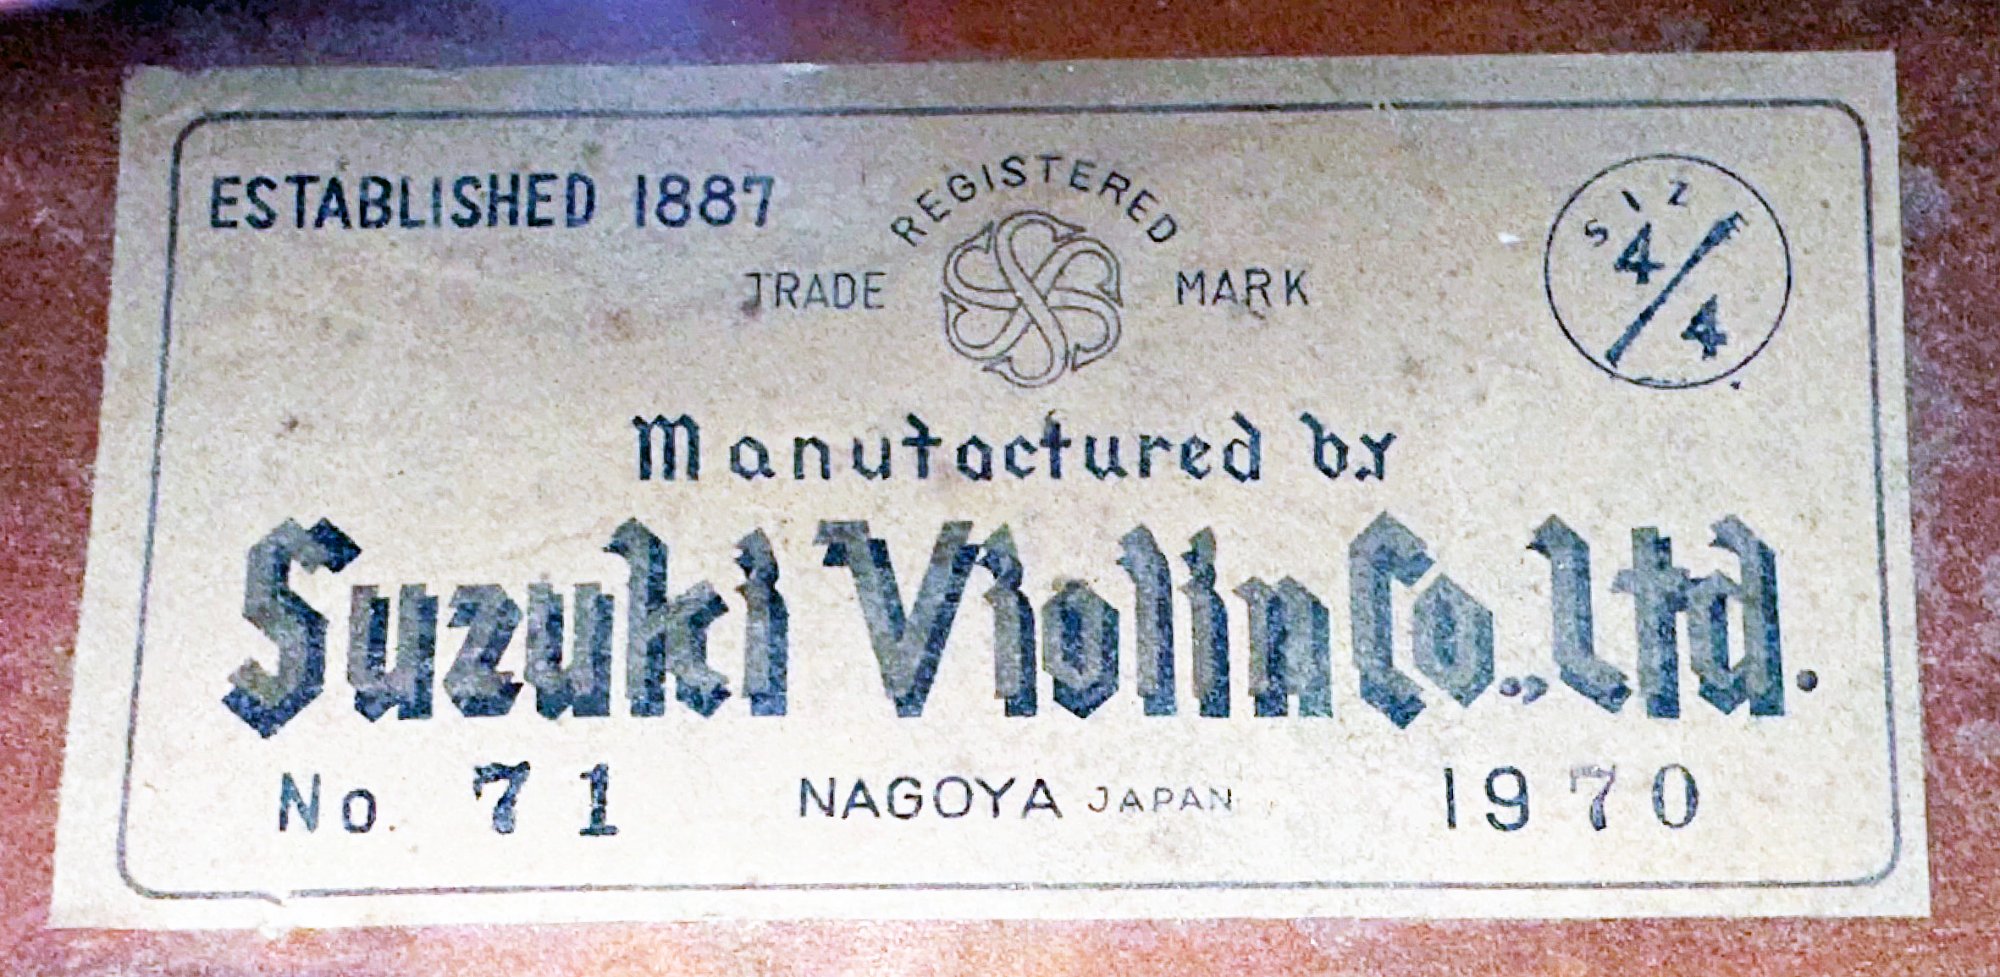 ESTABLISHED 1887
REGISTERED
TRADE MARK
SIZE
4/4
Manufactured by
Suzuki Violin Co., Ltd.
No. 71 NAGOYA JAPAN 1970